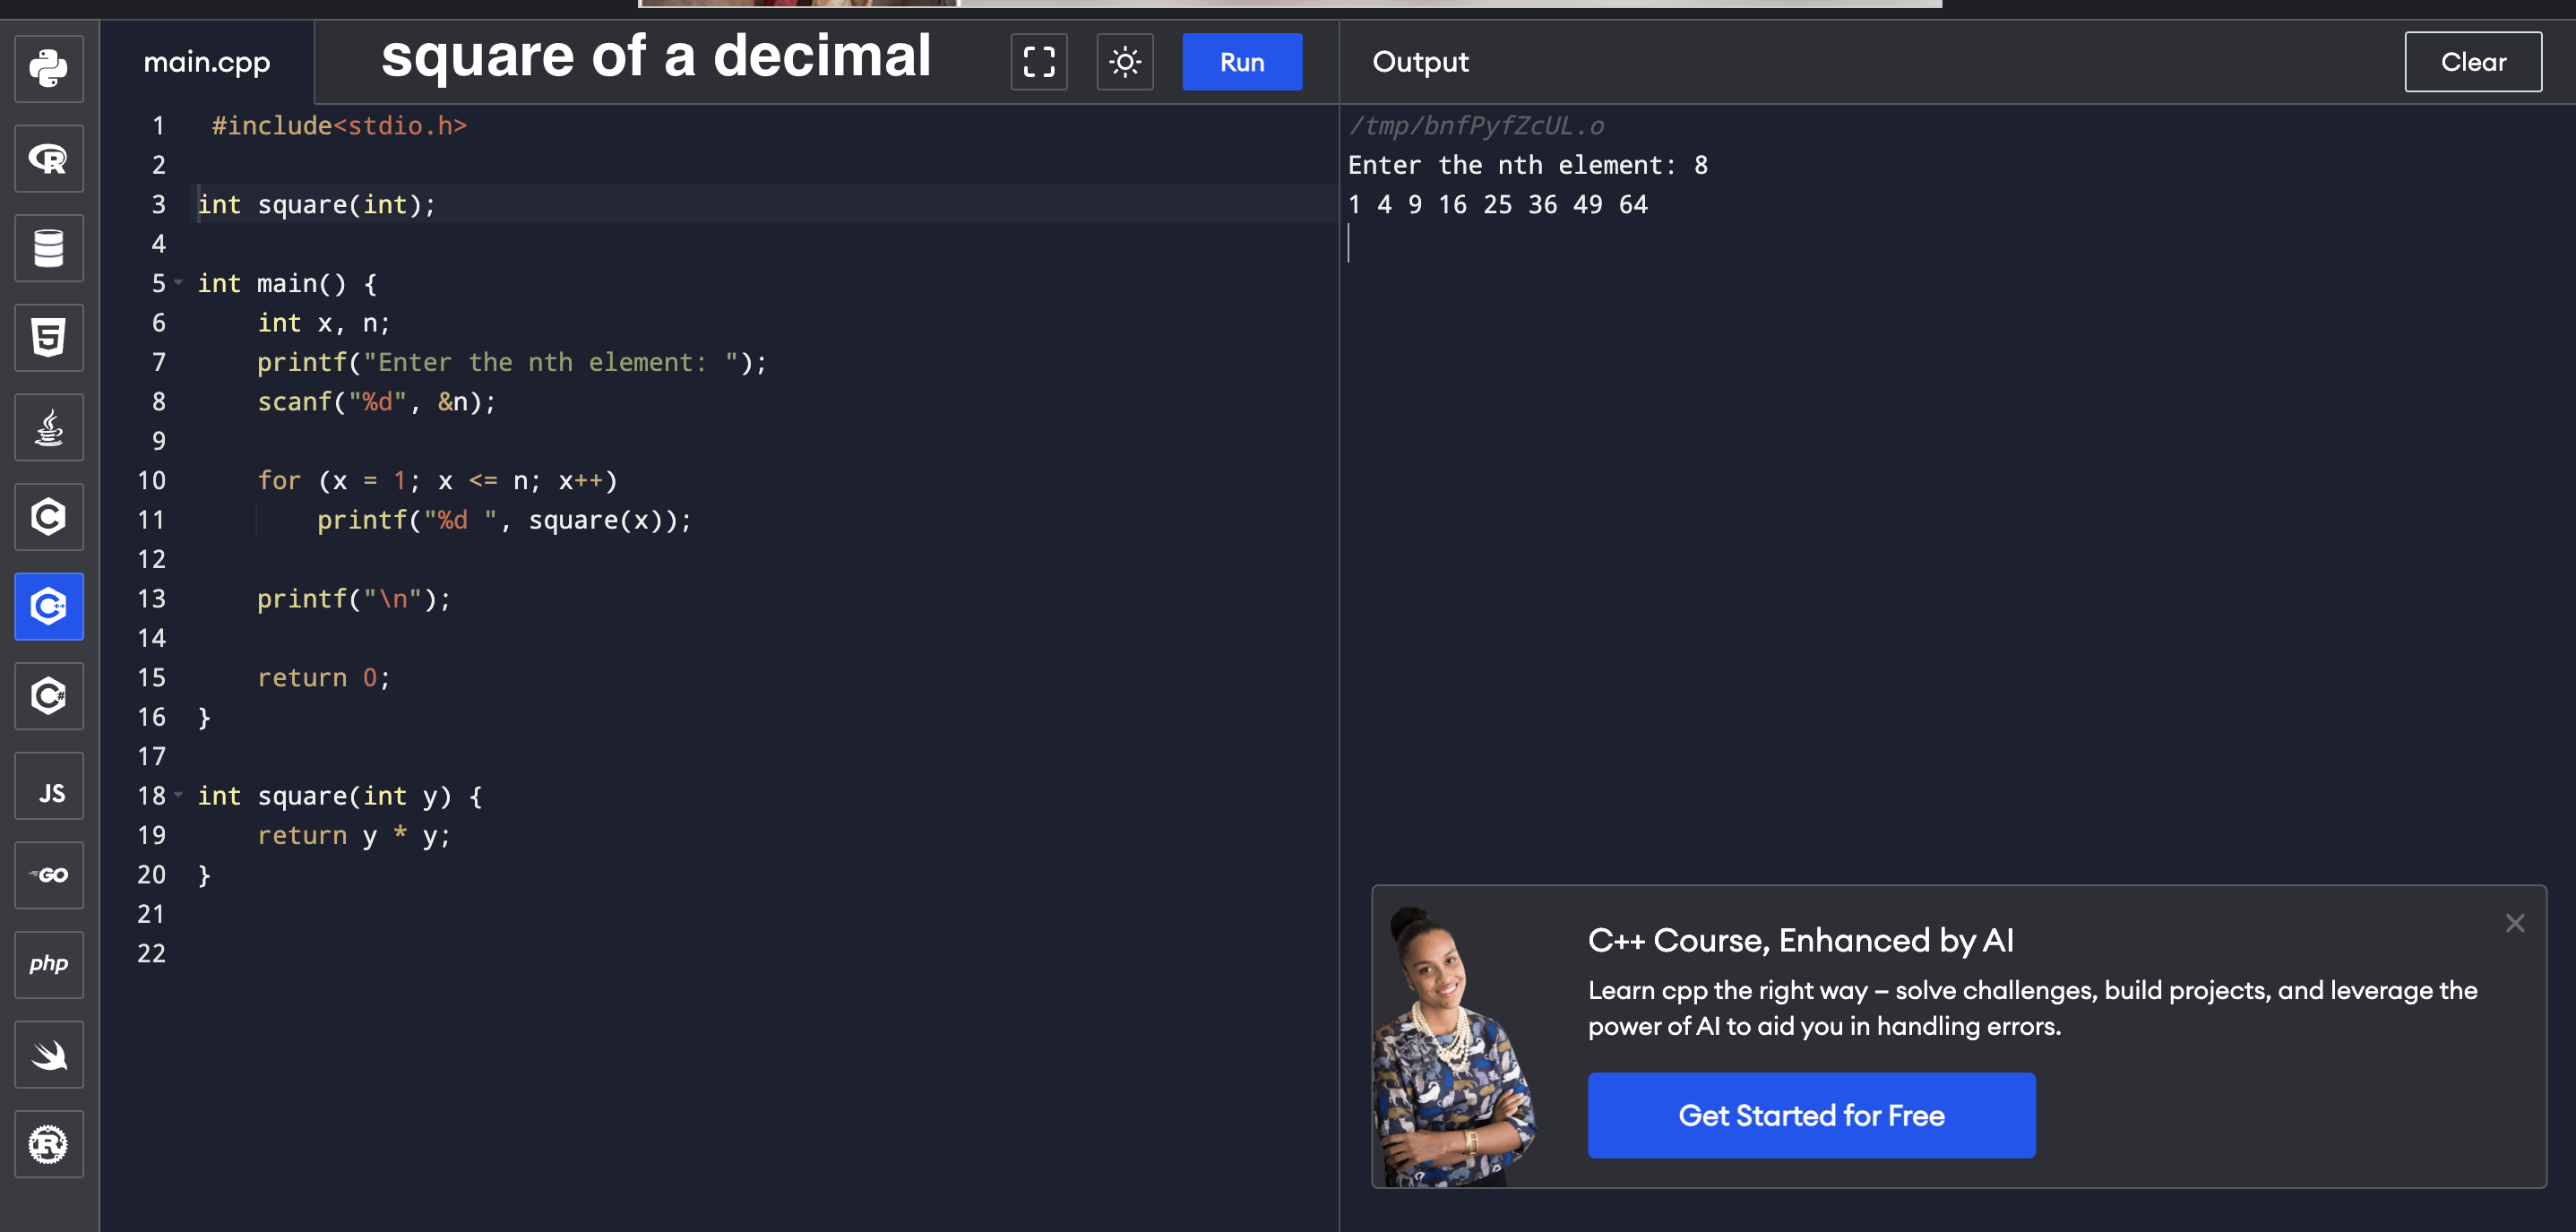 main.cpp
square of a decimal
Run
Output
Clear
1 #include<stdio.h>
2
3 int square(int);
4
5 int main() {
6 int x, n;
7 printf("Enter the nth element: ");
8 scanf("%d", &n);
9
10 for (x = 1; x <= n; x++)
11 printf("%d ", square(x));
12
13 printf("\n");
14
15 return 0;
16 }
17
18 int square(int y) {
19 return y * y;
20 }
21
22
/tmp/bnfPyfZcUL.o
Enter the nth element: 8
1 4 9 16 25 36 49 64
C++ Course, Enhanced by AI
Learn cpp the right way – solve challenges, build projects, and leverage the
power of AI to aid you in handling errors.
Get Started for Free
R
5
C
C++
C#
JS
GO
php
R